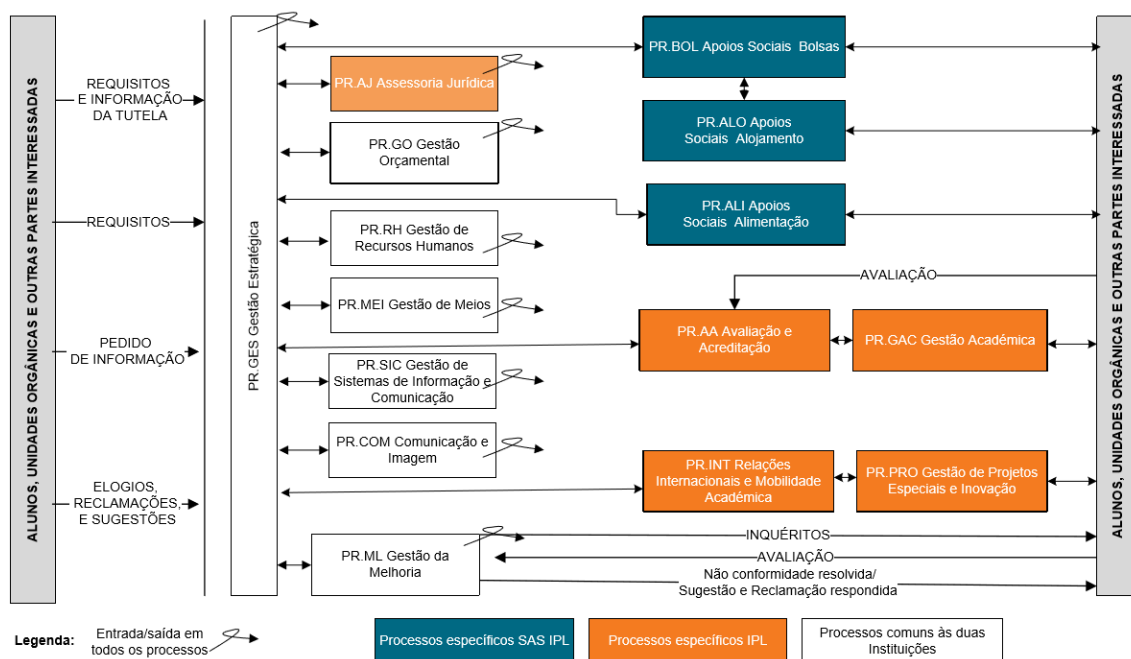 ALUNOS, UNIDADES ORGÂNICAS E OUTRAS PARTES INTERESSADAS
REQUISITOS
E INFORMAÇÃO
DA TUTELA
REQUISITOS
PEDIDO
DE INFORMAÇÃO
ELOGIOS,
RECLAMAÇÕES,
E SUGESTÕES
PR.GES Gestão Estratégica
PR.AJ Assessoria Jurídica
PR.GO Gestão
Orçamental
PR.RH Gestão de
Recursos Humanos
PR.MEI Gestão de Meios
PR.SIC Gestão de
Sistemas de Informação e
Comunicação
PR.COM Comunicação e
Imagem
PR.ML Gestão da
Melhoria
PR.BOL Apoios Sociais Bolsas
PR.ALO Apoios
Sociais Alojamento
PR.ALI Apoios
Sociais Alimentação
AVALIAÇÃO
PR.AA Avaliação e
Acreditação
PR.GAC Gestão Académica
PR.INT Relações
Internacionais e Mobilidade
Académica
PR.PRO Gestão de Projetos
Especiais e Inovação
INQUÉRITOS
AVALIAÇÃO
Não conformidade resolvida/
Sugestão e Reclamação respondida
ALUNOS, UNIDADES ORGÂNICAS E OUTRAS PARTES INTERESSADAS
Legenda:
Entrada/saída em
todos os processos
Processos específicos SAS IPL
Processos específicos IPL
Processos comuns às duas
Instituições